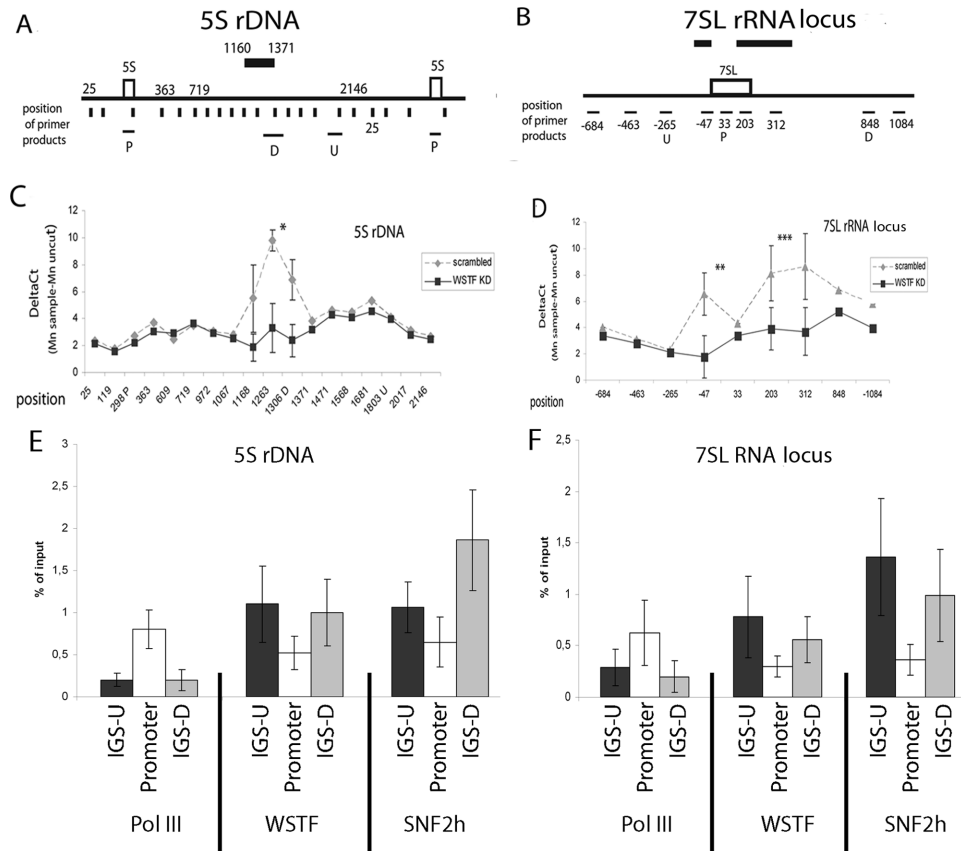 A
5S rDNA
1160 1371
5S
5S
25 363 719 2146
position
of primer
products
25
P D U P
B
7SL rRNA locus
7SL
position
of primer
products
-684 -463 -265 -47 33 203 312 848 1084
U P D
C
5S rDNA
DeltaCt
(Mn sample-Mn uncut)
12
10
8
6
4
2
0
*
scrambled
WSTF KD
position
25 119 298 P 363 609 719 972 1067 1168 1263 1306 D 1371 1471 1568 1681 1803 U 2017 2146
D
7SL rRNA locus
DeltaCt
(Mn sample-Mn uncut)
12
10
8
6
4
2
0
**
***
scrambled
WSTF KD
position
-684 -463 -265 -47 33 203 312 848 -1084
E
5S rDNA
% of input
3
2,5
2
1,5
1
0,5
0
IGS-U Promoter IGS-D IGS-U Promoter IGS-D IGS-U Promoter IGS-D
Pol III WSTF SNF2h
F
7SL RNA locus
% of input
2,5
2
1,5
1
0,5
0
IGS-U Promoter IGS-D IGS-U Promoter IGS-D IGS-U Promoter IGS-D
Pol III WSTF SNF2h